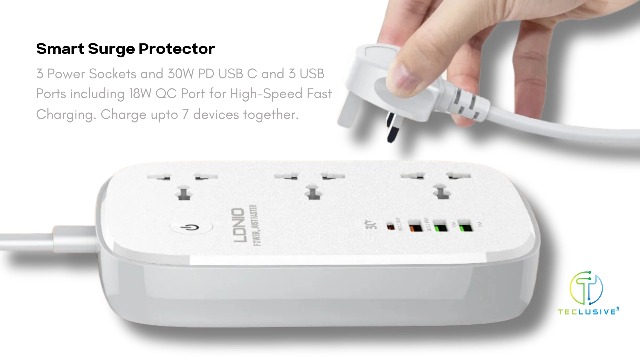 Smart Surge Protector
3 Power Sockets and 30W PD USB C and 3 USB
Ports including 18W QC Port for High-Speed Fast
Charging. Charge upto 7 devices together.
LDNIO
TECLUSIVE